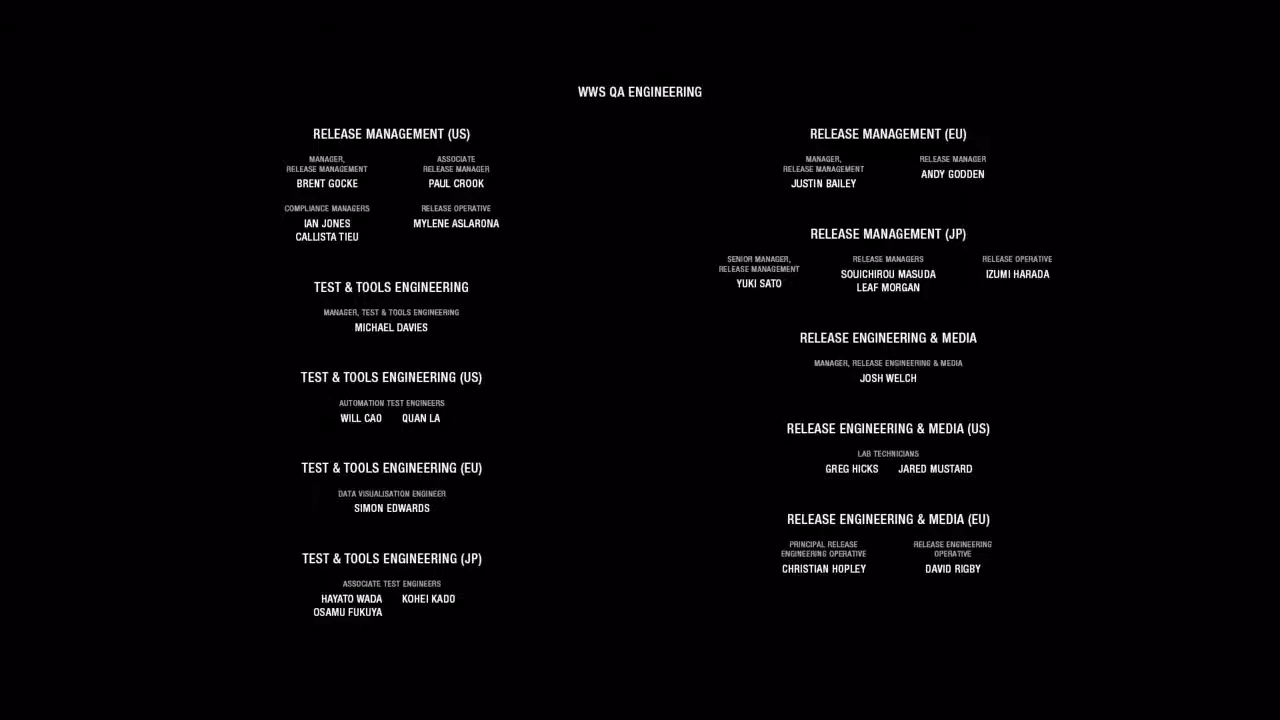 WWS QA ENGINEERING
RELEASE MANAGEMENT (US)
MANAGER,
RELEASE MANAGEMENT
BRENT GOCKE
ASSOCIATE
RELEASE MANAGER
PAUL CROOK
COMPLIANCE MANAGERS
IAN JONES
CALLISTA TIEU
RELEASE OPERATIVE
MYLENE ASLARONA
TEST & TOOLS ENGINEERING
MANAGER, TEST & TOOLS ENGINEERING
MICHAEL DAVIES
TEST & TOOLS ENGINEERING (US)
AUTOMATION TEST ENGINEERS
WILL CAO QUAN LA
TEST & TOOLS ENGINEERING (EU)
DATA VISUALISATION ENGINEER
SIMON EDWARDS
TEST & TOOLS ENGINEERING (JP)
ASSOCIATE TEST ENGINEERS
HAYATO WADA KOHEI KADO
OSAMU FUKUYA
RELEASE MANAGEMENT (EU)
MANAGER,
RELEASE MANAGEMENT
JUSTIN BAILEY
RELEASE MANAGER
ANDY GODDEN
RELEASE MANAGEMENT (JP)
SENIOR MANAGER,
RELEASE MANAGEMENT
YUKI SATO
RELEASE MANAGERS
SOUICHIROU MASUDA
LEAF MORGAN
RELEASE OPERATIVE
IZUMI HARADA
RELEASE ENGINEERING & MEDIA
MANAGER, RELEASE ENGINEERING & MEDIA
JOSH WELCH
RELEASE ENGINEERING & MEDIA (US)
LAB TECHNICIANS
GREG HICKS JARED MUSTARD
RELEASE ENGINEERING & MEDIA (EU)
PRINCIPAL RELEASE
ENGINEERING OPERATIVE
CHRISTIAN HOPLEY
RELEASE ENGINEERING
OPERATIVE
DAVID RIGBY